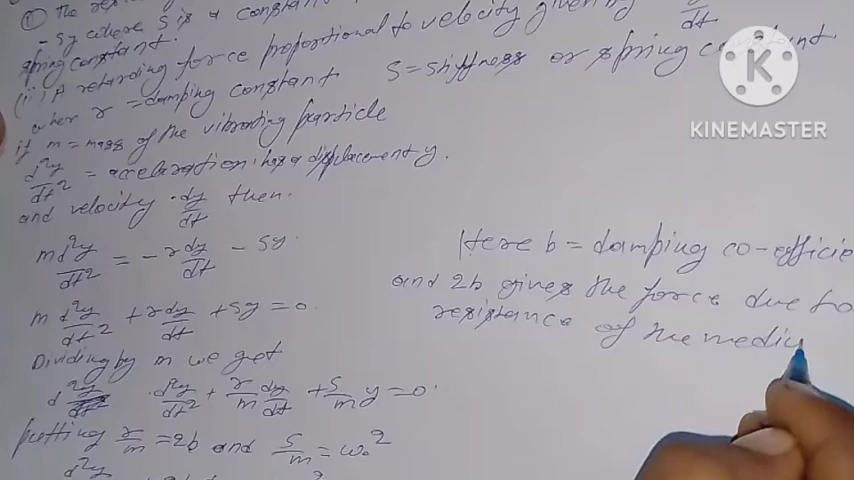 (i) The
- Sy where S is a constant
spring constant.
(ii) A retarding force proportional to velocity given by dy/dt
where r = damping constant S = stiffness or spring constant.
if m = mass of the vibrating particle
d²y/dt² = acceleration has a displacement y.
and velocity . dy/dt then.
m d²y/dt² = -r dy/dt - Sy.
m d²y/dt² + r dy/dt + Sy = 0
Dividing by m we get
d . d²y/dt² + r/m dy/dt + S/m y = 0.
putting r/m = 2b and S/m = ω₀²
d²y
Here b = damping co-efficie
and 2b gives the force due to
resistance of the mediu
K
KINEMASTER